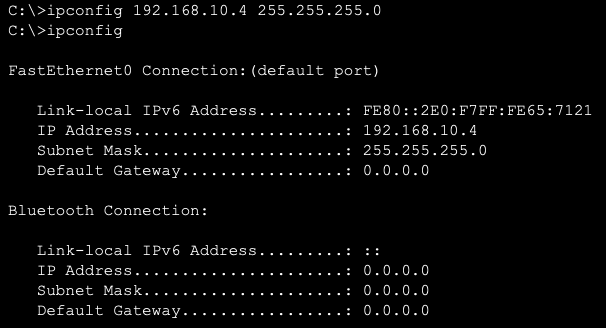 C:\>ipconfig 192.168.10.4 255.255.255.0
C:\>ipconfig
FastEthernet0 Connection:(default port)
Link-local IPv6 Address.........: FE80::2E0:F7FF:FE65:7121
IP Address......................: 192.168.10.4
Subnet Mask.....................: 255.255.255.0
Default Gateway.................: 0.0.0.0
Bluetooth Connection:
Link-local IPv6 Address.........: ::
IP Address......................: 0.0.0.0
Subnet Mask.....................: 0.0.0.0
Default Gateway.................: 0.0.0.0